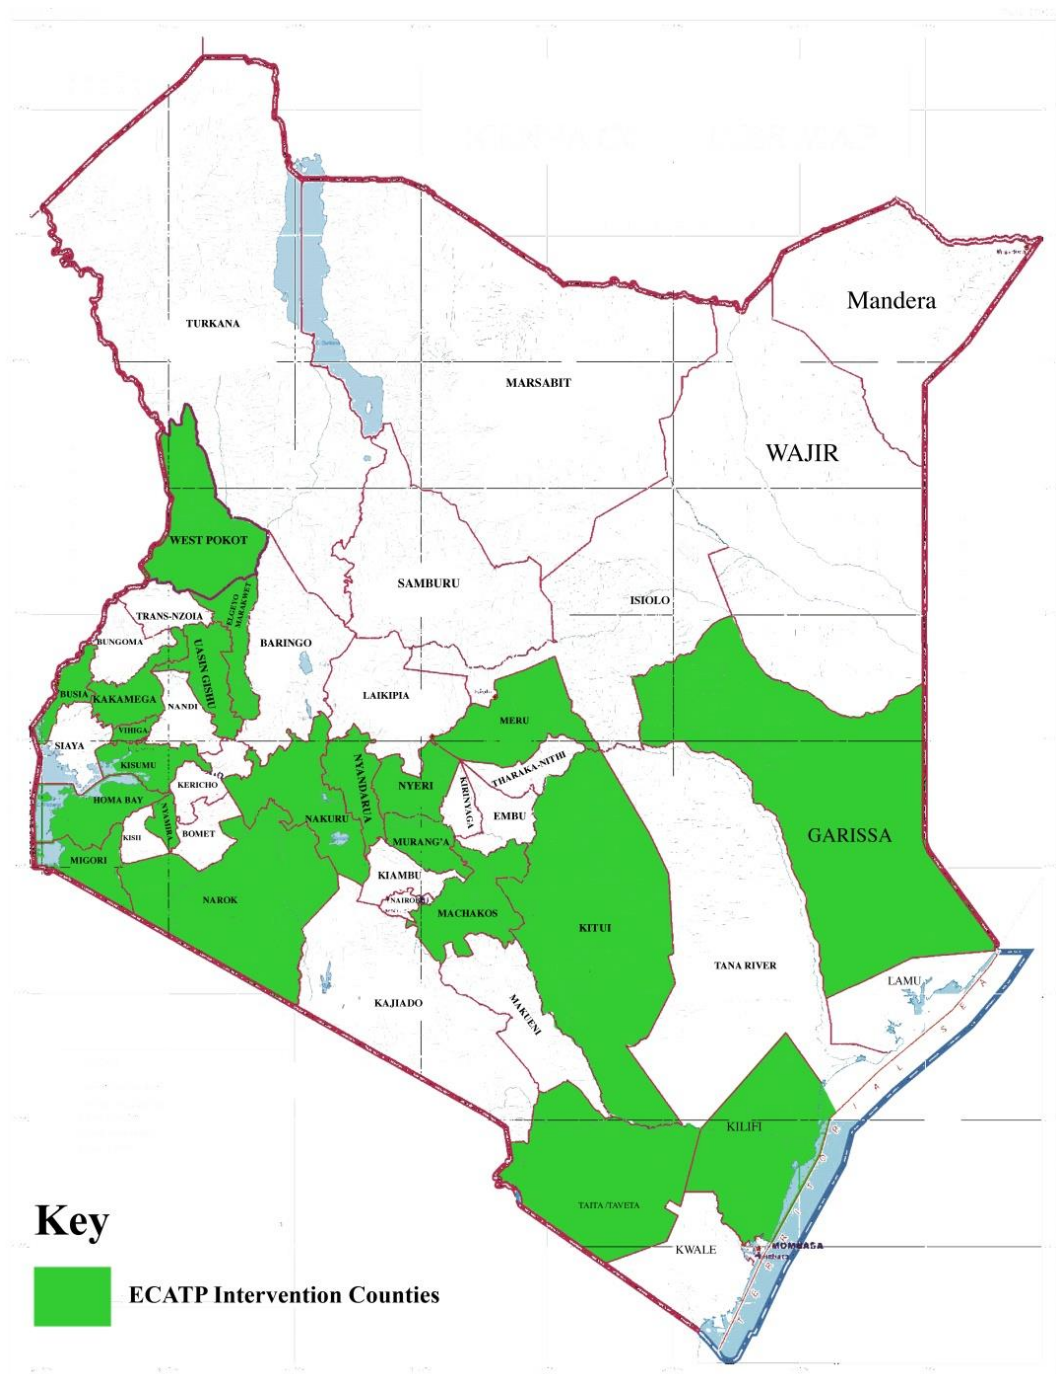 Mandera
TURKANA
MARSABIT
WAJIR
WEST POKOT
SAMBURU
ISIOLO
ELGEYO
MARAKWET
TRANS-NZOIA
BUNGOMA
BARINGO
UASIN GISHU
BUSIA
KAKAMEGA
LAIKIPIA
NANDI
MERU
VIHIGA
SIAYA
KISUMU
THARAKA-NITHI
KERICHO
NYANDARUA
NYERI
HOMA BAY
KIRINYAGA
NYAMIRA
NAKURU
EMBU
KISII
BOMET
GARISSA
MURANG'A
MIGORI
KIAMBU
NAROK
NAIROBI
MACHAKOS
KITUI
TANA RIVER
LAMU
KAJIADO
MAKUENI
KILIFI
TAITA /TAVETA
KWALE
MOMBASA
TERRITORIAL SEA
Key
ECATP Intervention Counties